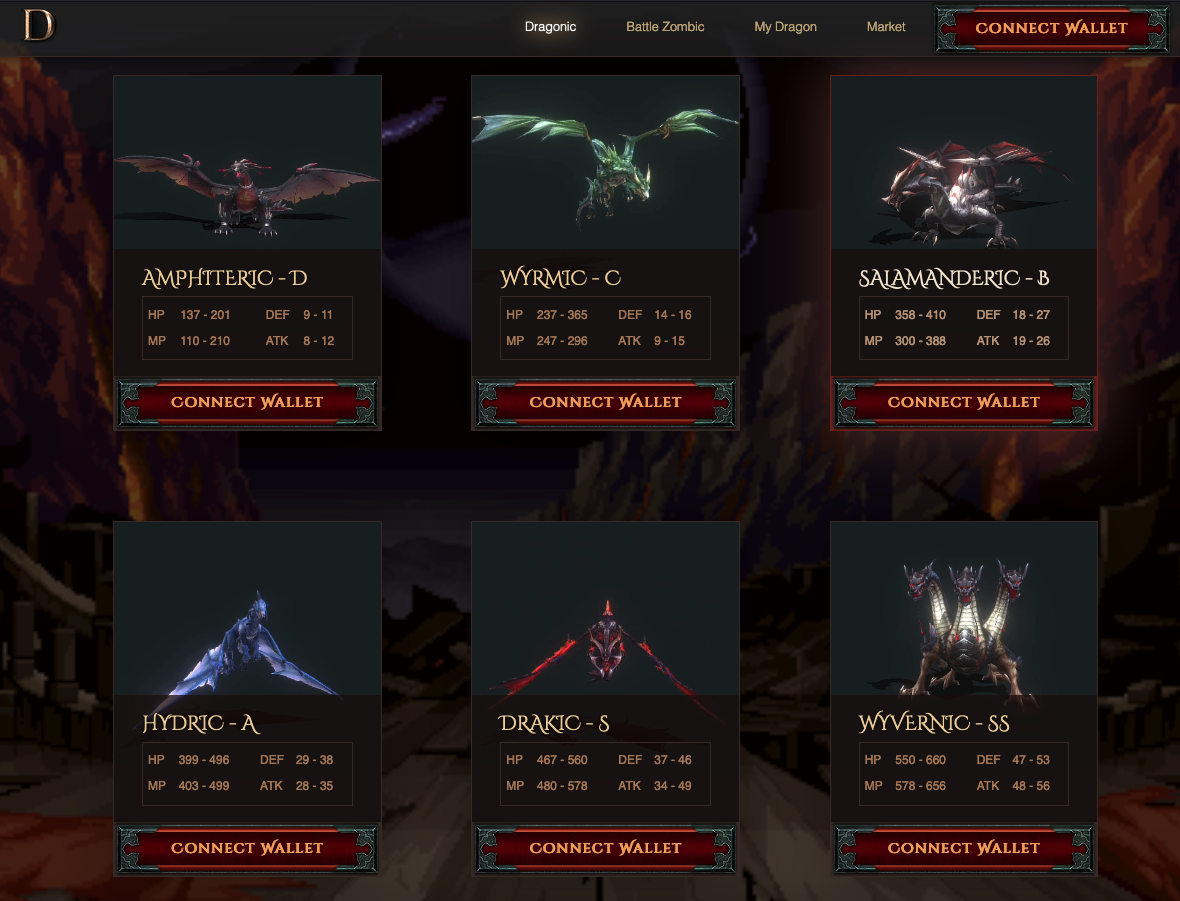 D
Dragonic Battle Zombic My Dragon Market CONNECT WALLET
AMPHITERIC - D
HP 137 - 201 DEF 9 - 11
MP 110 - 210 ATK 8 - 12
CONNECT WALLET
WYRMIC - C
HP 237 - 365 DEF 14 - 16
MP 247 - 296 ATK 9 - 15
CONNECT WALLET
SALAMANDERIC - B
HP 358 - 410 DEF 18 - 27
MP 300 - 388 ATK 19 - 26
CONNECT WALLET
HYDRIC - A
HP 399 - 496 DEF 29 - 38
MP 403 - 499 ATK 28 - 35
CONNECT WALLET
DRAKIC - S
HP 467 - 560 DEF 37 - 46
MP 480 - 578 ATK 34 - 49
CONNECT WALLET
WYVERNIC - SS
HP 550 - 660 DEF 47 - 53
MP 578 - 656 ATK 48 - 56
CONNECT WALLET